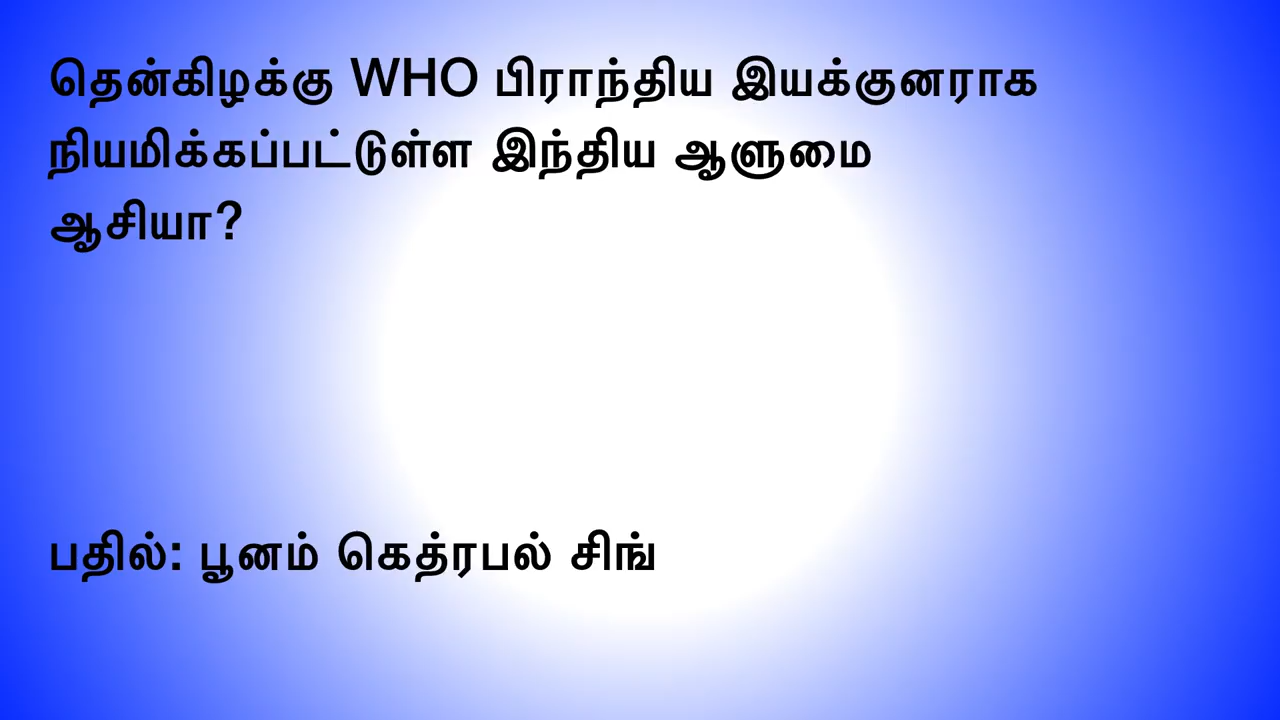 தென்கிழக்கு WHO பிராந்திய இயக்குனராக
நியமிக்கப்பட்டுள்ள இந்திய ஆளுமை
ஆசியா?
பதில்: பூனம் கெத்ரபல் சிங்